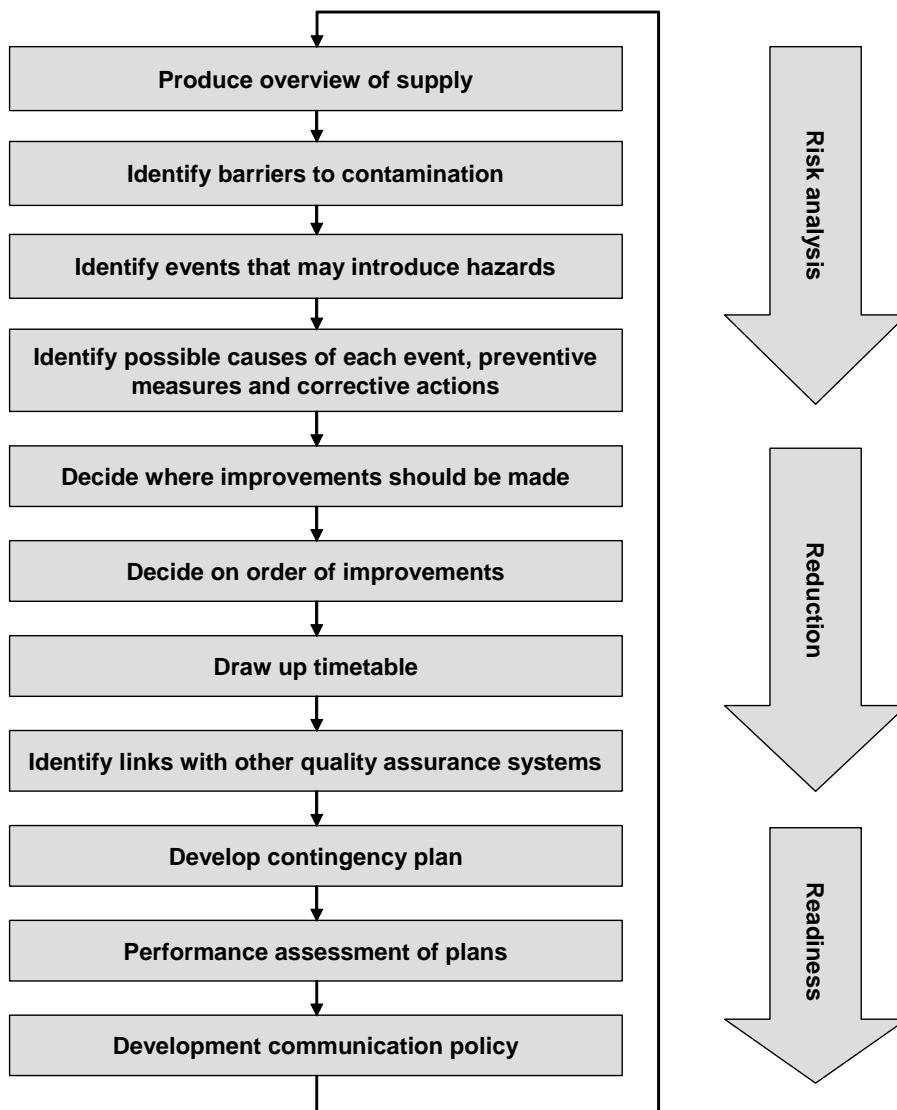 Produce overview of supply
Identify barriers to contamination
Identify events that may introduce hazards
Identify possible causes of each event, preventive
measures and corrective actions
Decide where improvements should be made
Decide on order of improvements
Draw up timetable
Identify links with other quality assurance systems
Develop contingency plan
Performance assessment of plans
Development communication policy
Risk analysis
Reduction
Readiness